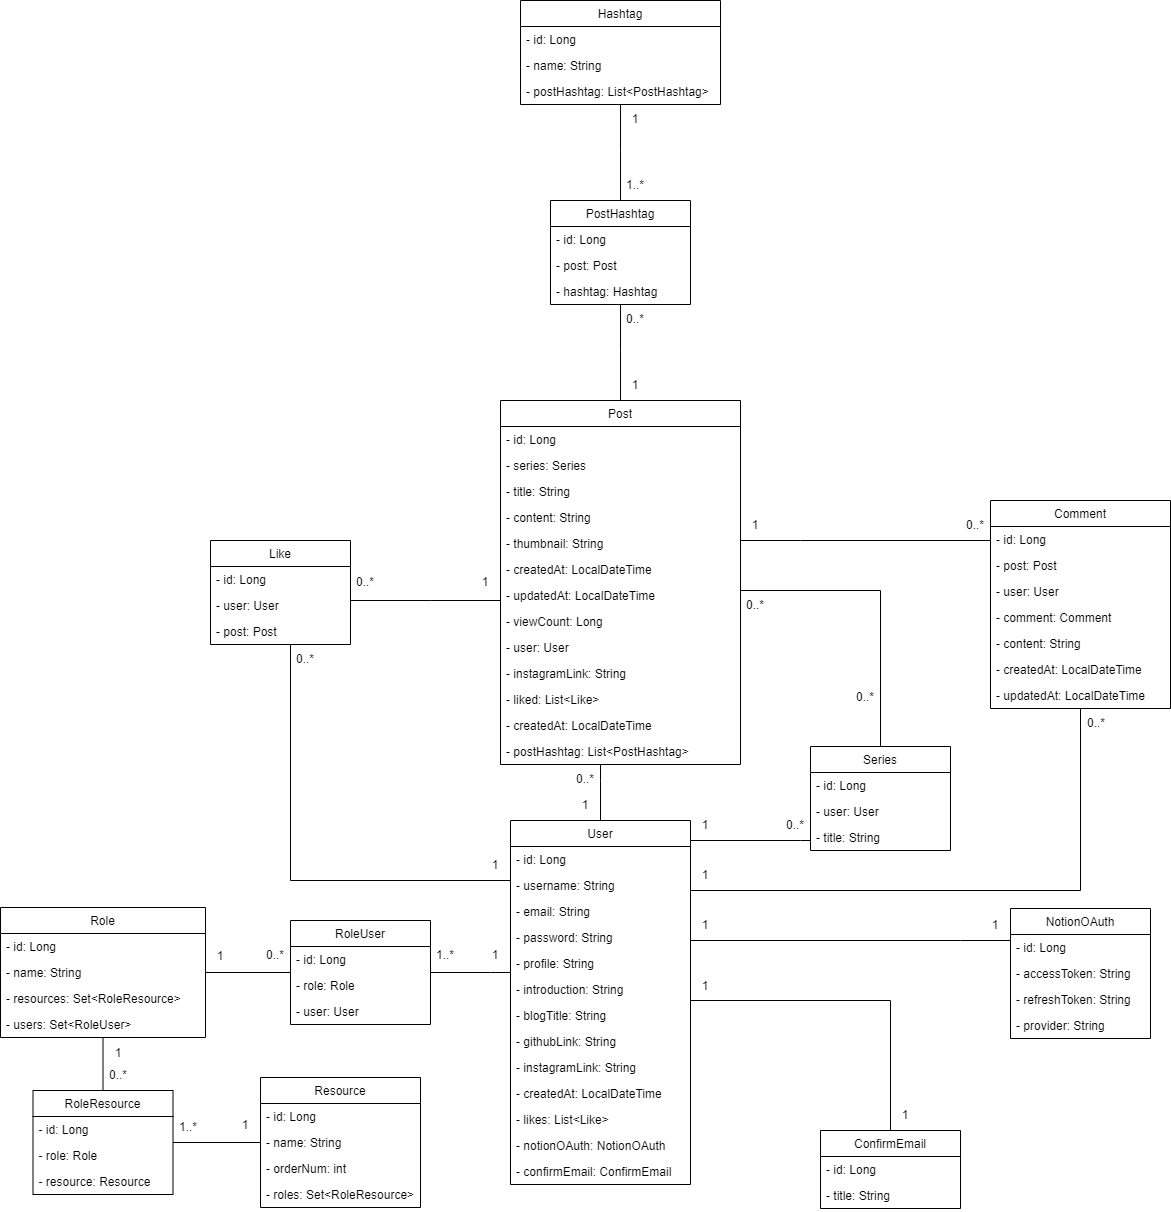 Hashtag
- id: Long
- name: String
- postHashtag: List<PostHashtag>
1
1..*
PostHashtag
- id: Long
- post: Post
- hashtag: Hashtag
0..*
1
Post
- id: Long
- series: Series
- title: String
- content: String
- thumbnail: String
- createdAt: LocalDateTime
- updatedAt: LocalDateTime
- viewCount: Long
- user: User
- instagramLink: String
- liked: List<Like>
- createdAt: LocalDateTime
- postHashtag: List<PostHashtag>
1
0..*
Comment
- id: Long
- post: Post
- user: User
- comment: Comment
- content: String
- createdAt: LocalDateTime
- updatedAt: LocalDateTime
0..*
Like
- id: Long
- user: User
- post: Post
0..*
1
0..*
1
0..*
0..*
Series
- id: Long
- user: User
- title: String
0..*
1
User
- id: Long
- username: String
- email: String
- password: String
- profile: String
- introduction: String
- blogTitle: String
- githubLink: String
- instagramLink: String
- createdAt: LocalDateTime
- likes: List<Like>
- notionOAuth: NotionOAuth
- confirmEmail: ConfirmEmail
1
0..*
1
1
1
NotionOAuth
- id: Long
- accessToken: String
- refreshToken: String
- provider: String
1
1
ConfirmEmail
- id: Long
- title: String
Role
- id: Long
- name: String
- resources: Set<RoleResource>
- users: Set<RoleUser>
1
0..*
RoleUser
- id: Long
- role: Role
- user: User
1..*
1
1
0..*
RoleResource
- id: Long
- role: Role
- resource: Resource
1..*
1
Resource
- id: Long
- name: String
- orderNum: int
- roles: Set<RoleResource>